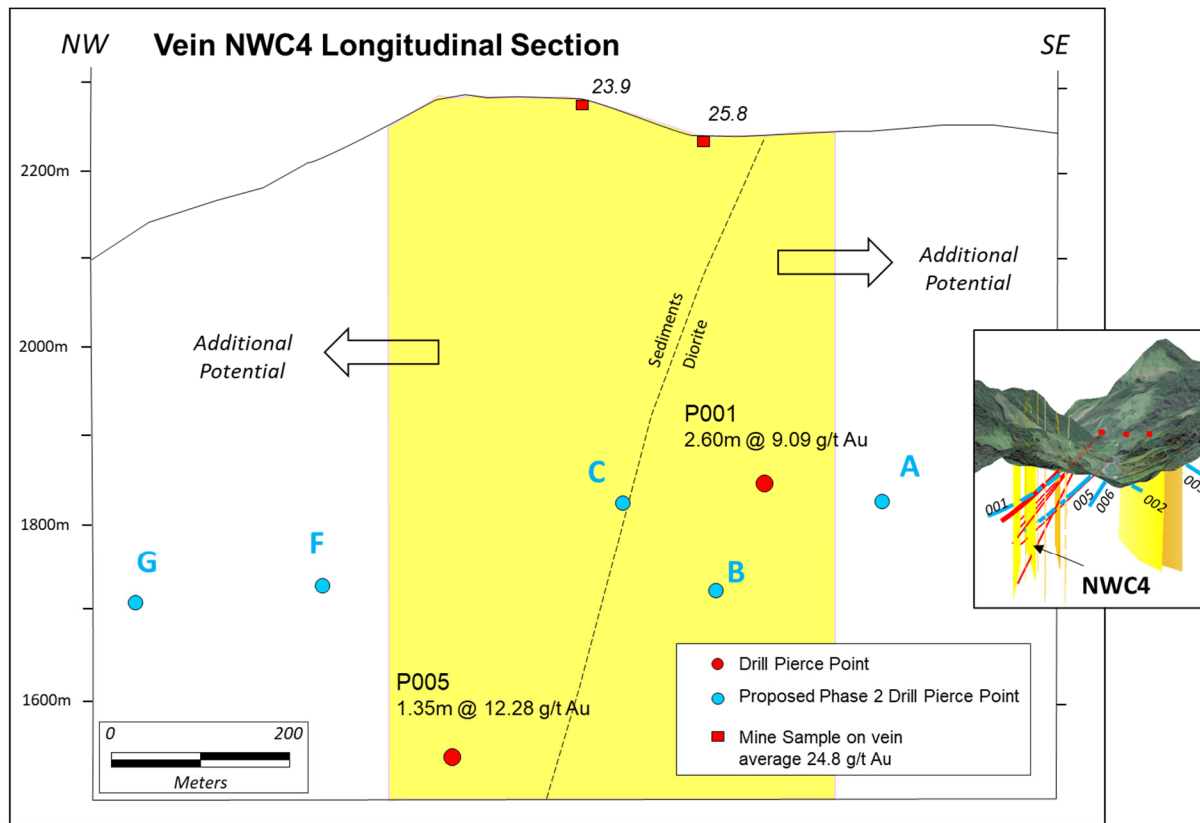 NW
Vein NWC4 Longitudinal Section
SE
23.9
25.8
2200m
2000m
1800m
1600m
Additional
Potential
Additional
Potential
Sediments
Diorite
P001
2.60m @ 9.09 g/t Au
C
A
G
F
B
P005
1.35m @ 12.28 g/t Au
0 200
Meters
Drill Pierce Point
Proposed Phase 2 Drill Pierce Point
Mine Sample on vein
average 24.8 g/t Au
001
005
006
002
NWC4